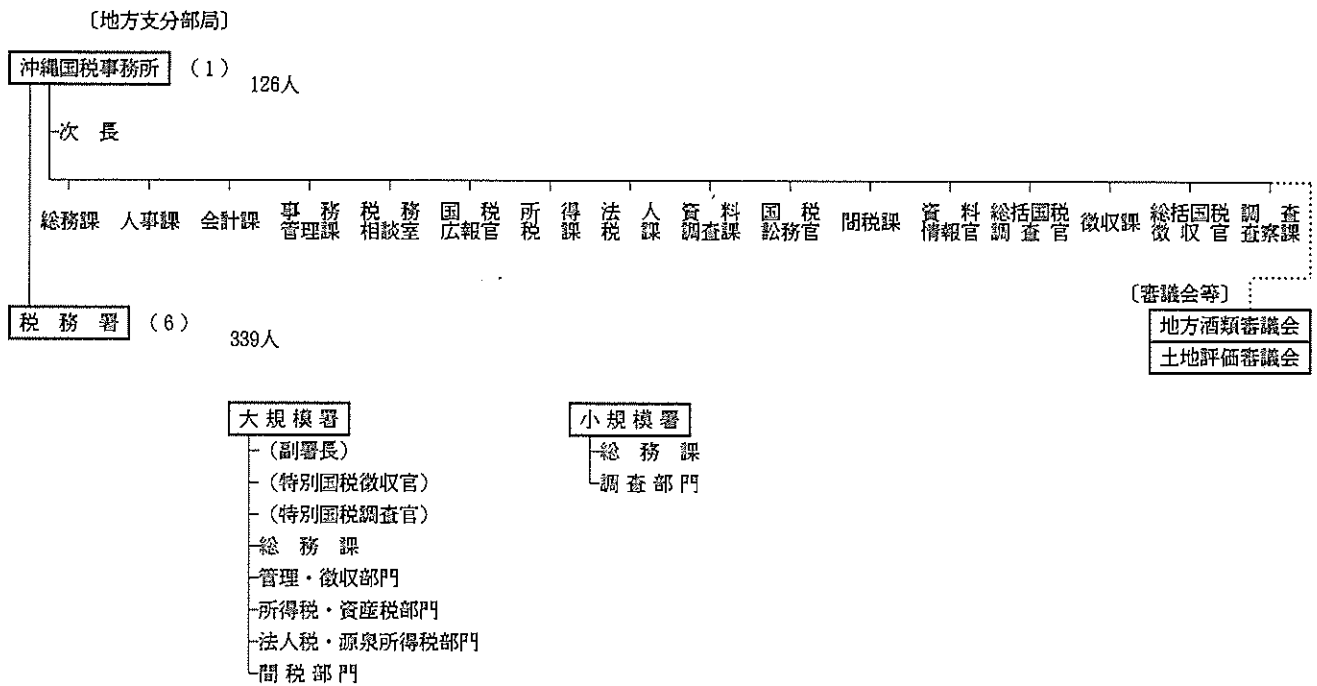 〔地方支分部局〕
沖縄国税事務所 (1)
126人
次 長
総務課
人事課
会計課
事務管理課
税務相談室
国税広報官
所得税課
法人税課
資料調査課
国税訟務官
間税課
資料情報官
総括国税調査官
徴収課
総括国税徴収官
調査査察課
〔審議会等〕
地方酒類審議会
土地評価審議会
税 務 署 (6)
339人
大 規 模 署
(副署長)
(特別国税徴収官)
(特別国税調査官)
総 務 課
管理・徴収部門
所得税・資産税部門
法人税・源泉所得税部門
間 税 部 門
小 規 模 署
総 務 課
調 査 部 門